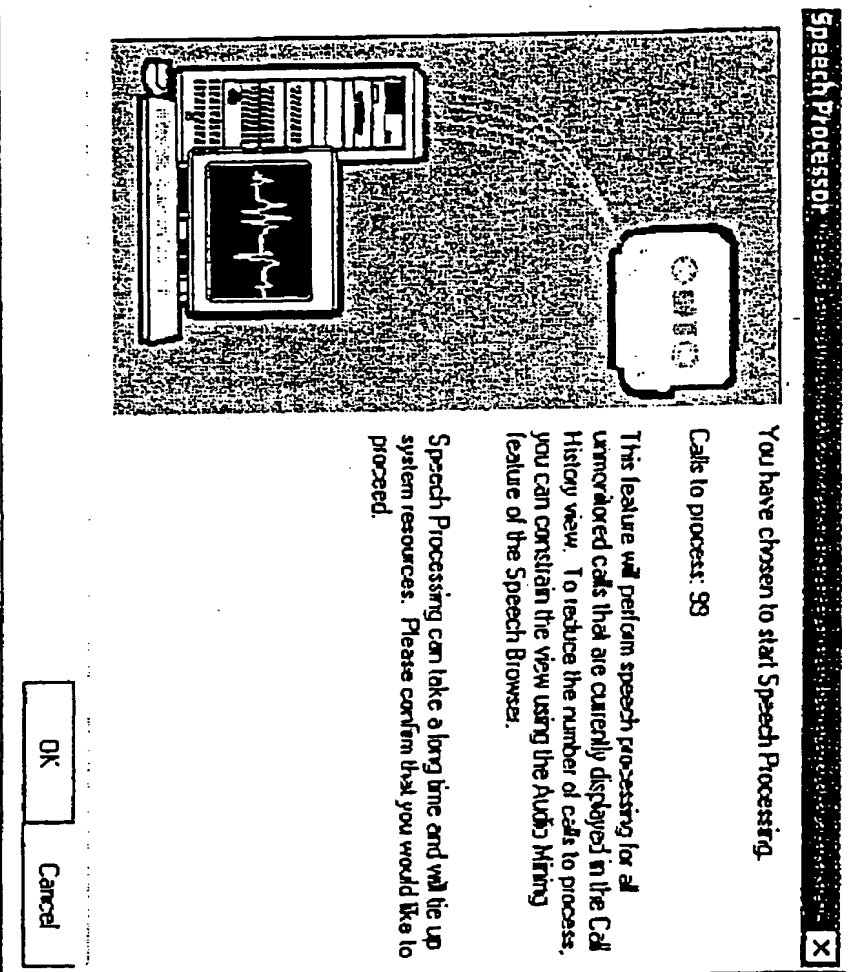 Speech Processor
You have chosen to start Speech Processing.
Calls to process: 99
This feature will perform speech processing for all
unmonitored calls that are currently displayed in the Call
History view. To reduce the number of calls to process,
you can constrain the view using the Audio Mining
feature of the Speech Browser.
Speech Processing can take a long time and will tie up
system resources. Please confirm that you would like to
proceed.
OK
Cancel